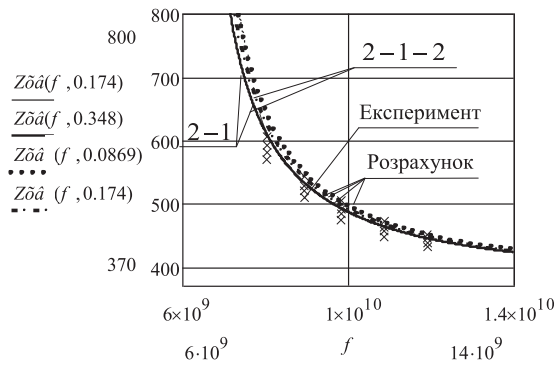 800
800
700
600
500
400
370
Zõâ(f , 0.174)
Zõâ(f , 0.348)
Zõâ (f , 0.0869)
Zõâ (f , 0.174)
2−1−2
2−1
Експеримент
Розрахунок
6×10⁹
1×10¹⁰
1.4×10¹⁰
6·10⁹
f
14·10⁹